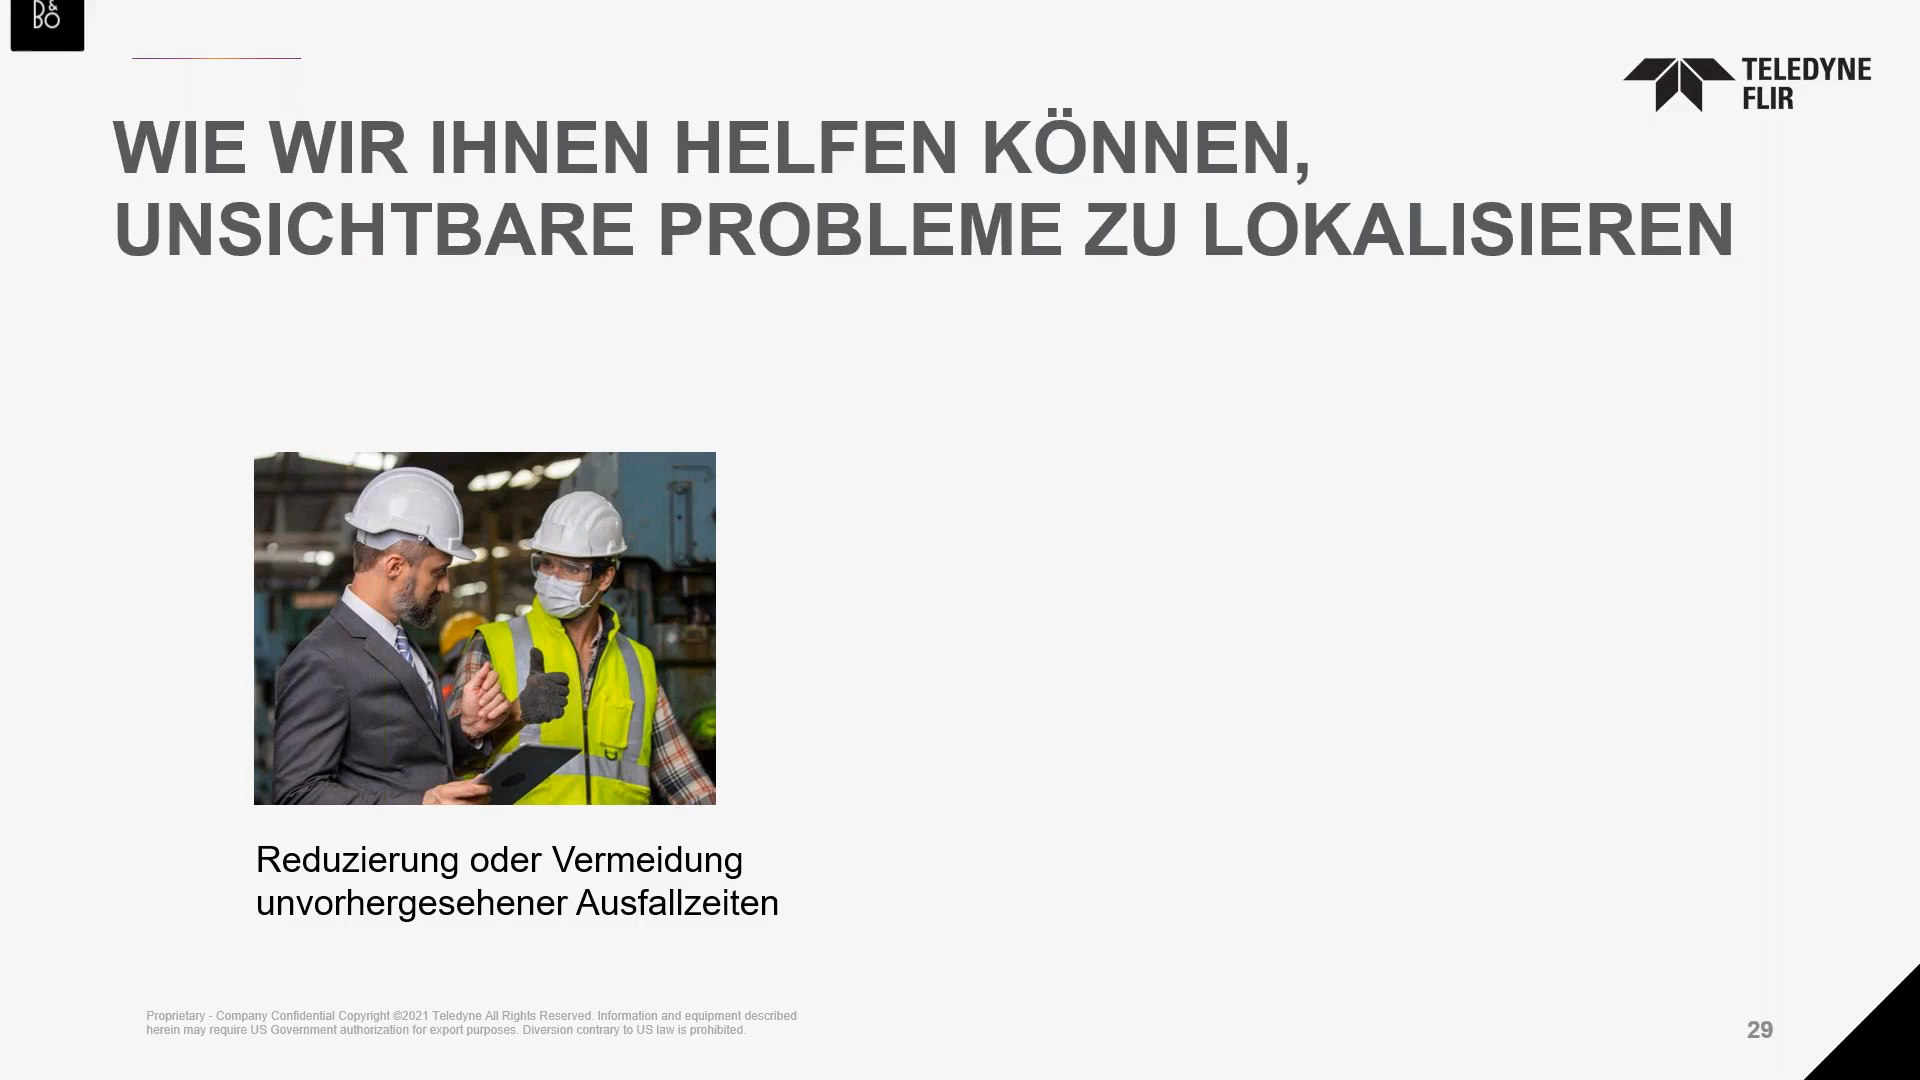 B&
BO
TELEDYNE
FLIR
WIE WIR IHNEN HELFEN KÖNNEN,
UNSICHTBARE PROBLEME ZU LOKALISIEREN
Reduzierung oder Vermeidung
unvorhergesehener Ausfallzeiten
Proprietary - Company Confidential Copyright ©2021 Teledyne All Rights Reserved. Information and equipment described
herein may require US Government authorization for export purposes. Diversion contrary to US law is prohibited.
29